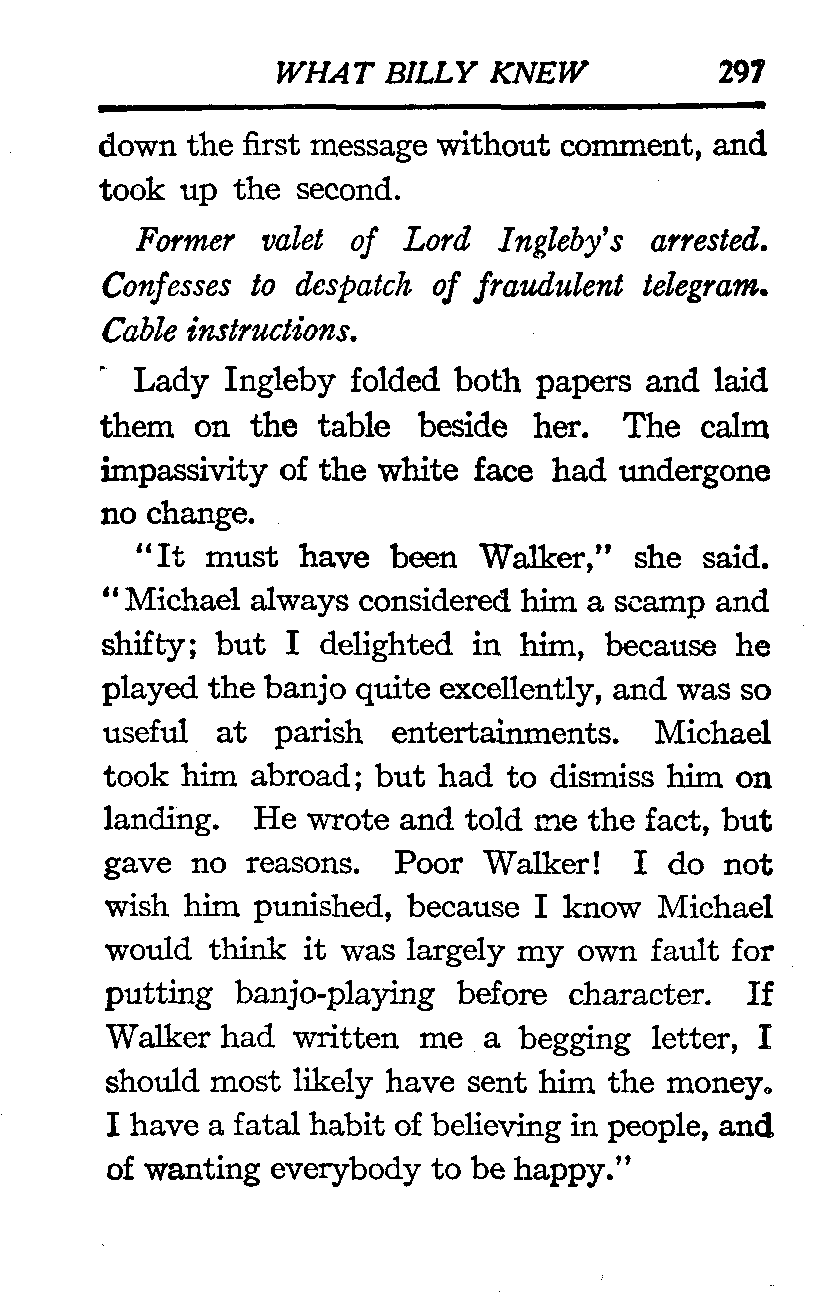 WHAT BILLY KNEW 297
down the first message without comment, and
took up the second.
Former valet of Lord Ingleby's arrested.
Confesses to despatch of fraudulent telegram.
Cable instructions.
Lady Ingleby folded both papers and laid
them on the table beside her. The calm
impassivity of the white face had undergone
no change.
"It must have been Walker," she said.
"Michael always considered him a scamp and
shifty; but I delighted in him, because he
played the banjo quite excellently, and was so
useful at parish entertainments. Michael
took him abroad; but had to dismiss him on
landing. He wrote and told me the fact, but
gave no reasons. Poor Walker! I do not
wish him punished, because I know Michael
would think it was largely my own fault for
putting banjo-playing before character. If
Walker had written me a begging letter, I
should most likely have sent him the money.
I have a fatal habit of believing in people, and
of wanting everybody to be happy."